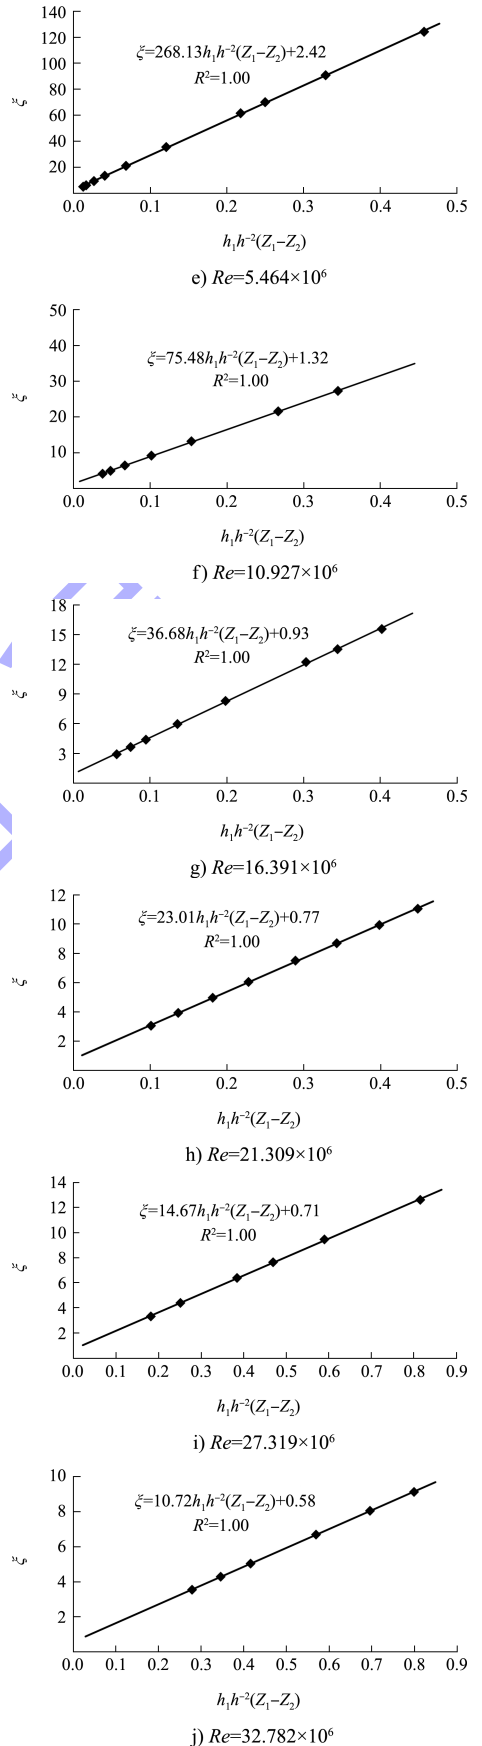 140
120
100
80
60
40
20
ξ
ξ=268.13h₁h⁻²(Z₁–Z₂)+2.42
R²=1.00
0.0 0.1 0.2 0.3 0.4 0.5
h₁h⁻²(Z₁–Z₂)
e) Re=5.464×10⁶
50
40
30
20
10
ξ
ξ=75.48h₁h⁻²(Z₁–Z₂)+1.32
R²=1.00
0.0 0.1 0.2 0.3 0.4 0.5
h₁h⁻²(Z₁–Z₂)
f) Re=10.927×10⁶
18
15
12
9
6
3
ξ
ξ=36.68h₁h⁻²(Z₁–Z₂)+0.93
R²=1.00
0.0 0.1 0.2 0.3 0.4 0.5
h₁h⁻²(Z₁–Z₂)
g) Re=16.391×10⁶
12
10
8
6
4
2
ξ
ξ=23.01h₁h⁻²(Z₁–Z₂)+0.77
R²=1.00
0.0 0.1 0.2 0.3 0.4 0.5
h₁h⁻²(Z₁–Z₂)
h) Re=21.309×10⁶
14
12
10
8
6
4
2
ξ
ξ=14.67h₁h⁻²(Z₁–Z₂)+0.71
R²=1.00
0.0 0.1 0.2 0.3 0.4 0.5 0.6 0.7 0.8 0.9
h₁h⁻²(Z₁–Z₂)
i) Re=27.319×10⁶
10
8
6
4
2
ξ
ξ=10.72h₁h⁻²(Z₁–Z₂)+0.58
R²=1.00
0.0 0.1 0.2 0.3 0.4 0.5 0.6 0.7 0.8 0.9
h₁h⁻²(Z₁–Z₂)
j) Re=32.782×10⁶